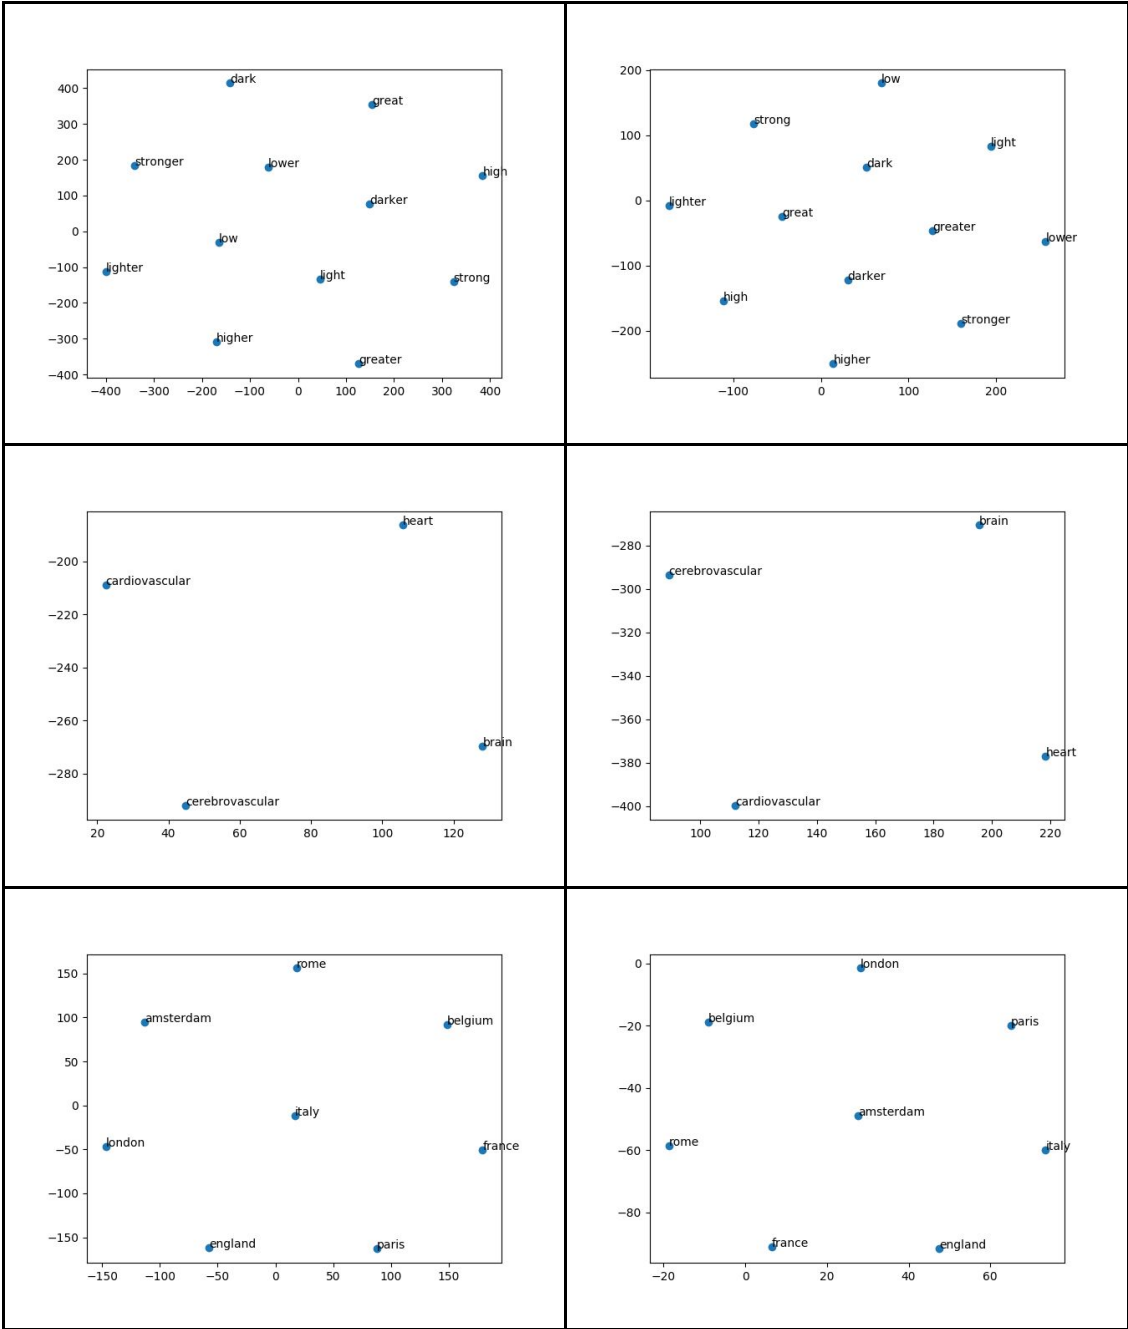 dark
400
great
300
stronger
lower
200
high
100
darker
0
low
−100
lighter
light
strong
−200
−300
higher
greater
−400
−400 −300 −200 −100 0 100 200 300 400
200
low
strong
100
light
dark
0
lighter
great
greater
lower
−100
darker
high
−200
stronger
higher
−100 0 100 200
heart
−200
cardiovascular
−220
−240
−260
brain
−280
cerebrovascular
20 40 60 80 100 120
brain
−280
cerebrovascular
−300
−320
−340
−360
heart
−380
−400
cardiovascular
100 120 140 160 180 200 220
rome
150
amsterdam
belgium
100
50
0
italy
london
france
−50
−100
−150
england
paris
−150 −100 −50 0 50 100 150
0
london
belgium
paris
−20
−40
amsterdam
rome
italy
−60
−80
france
england
−20 0 20 40 60